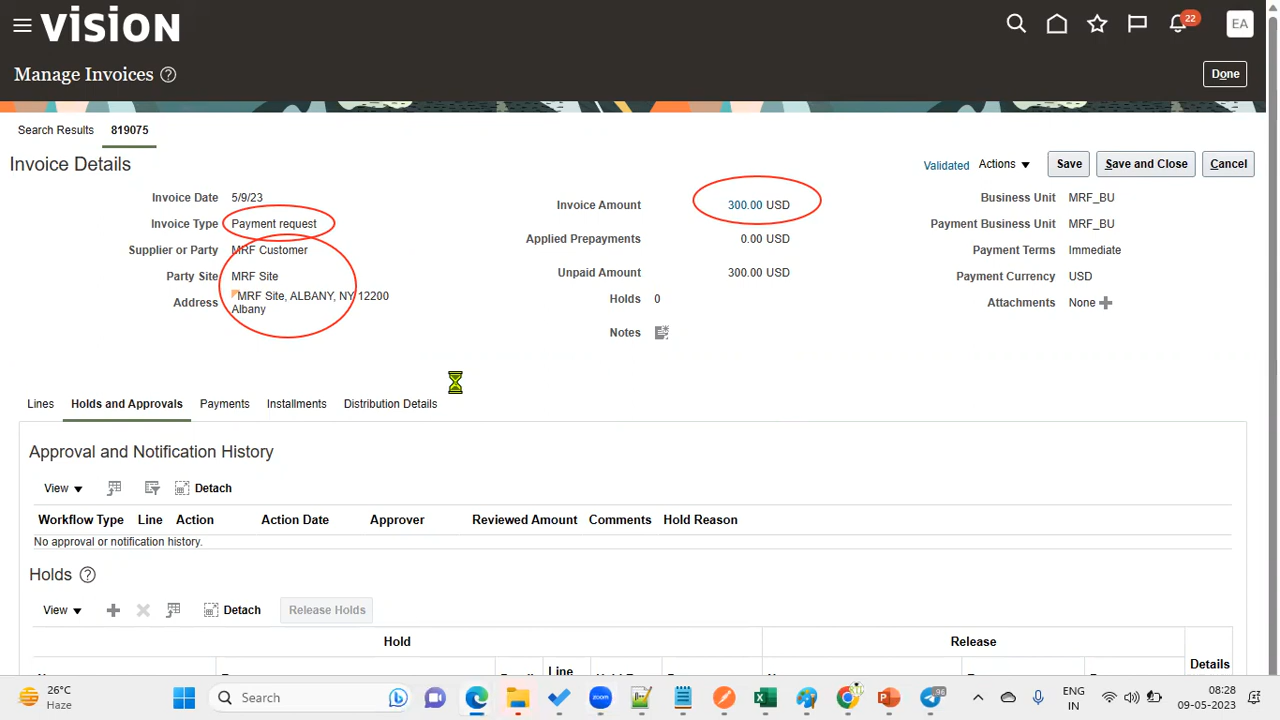 vision
22
EA
Manage Invoices ?
Done
Search Results 819075
Invoice Details
Validated Actions Save Save and Close Cancel
Invoice Date 5/9/23
Invoice Type Payment request
Supplier or Party MRF Customer
Party Site MRF Site
Address MRF Site, ALBANY, NY 12200
Albany
Invoice Amount 300.00 USD
Applied Prepayments 0.00 USD
Unpaid Amount 300.00 USD
Holds 0
Notes
Business Unit MRF_BU
Payment Business Unit MRF_BU
Payment Terms Immediate
Payment Currency USD
Attachments None
Lines Holds and Approvals Payments Installments Distribution Details
Approval and Notification History
View Detach
Workflow Type Line Action Action Date Approver Reviewed Amount Comments Hold Reason
No approval or notification history.
Holds ?
View Detach Release Holds
Hold Release
Line
Details
26°C
Haze
Search
96
ENG
IN
08:28
09-05-2023